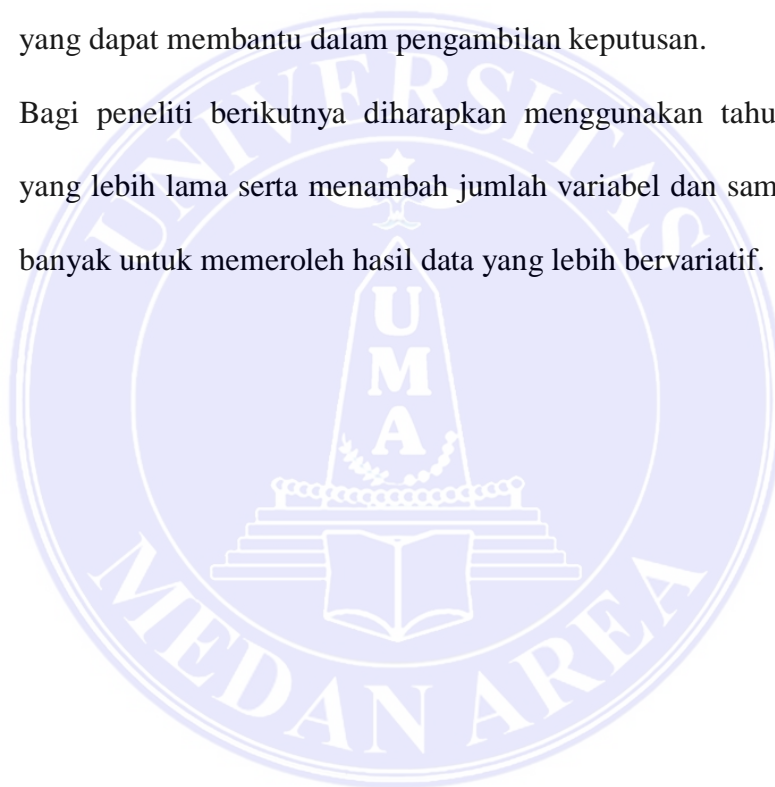 yang dapat membantu dalam pengambilan keputusan.
Bagi peneliti berikutnya diharapkan menggunakan tahu
yang lebih lama serta menambah jumlah variabel dan sam
banyak untuk memeroleh hasil data yang lebih bervariatif.
UNIVERSITAS
U
M
A
MEDAN AREA